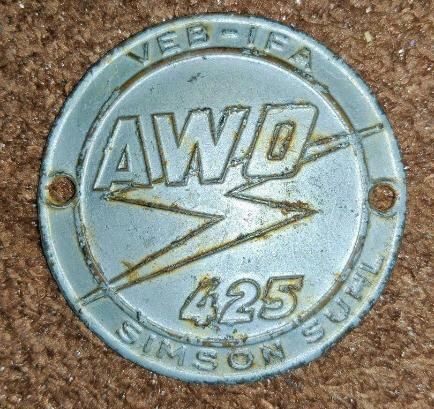 VEB-IFA
AWO
425
SIMSON SUHL